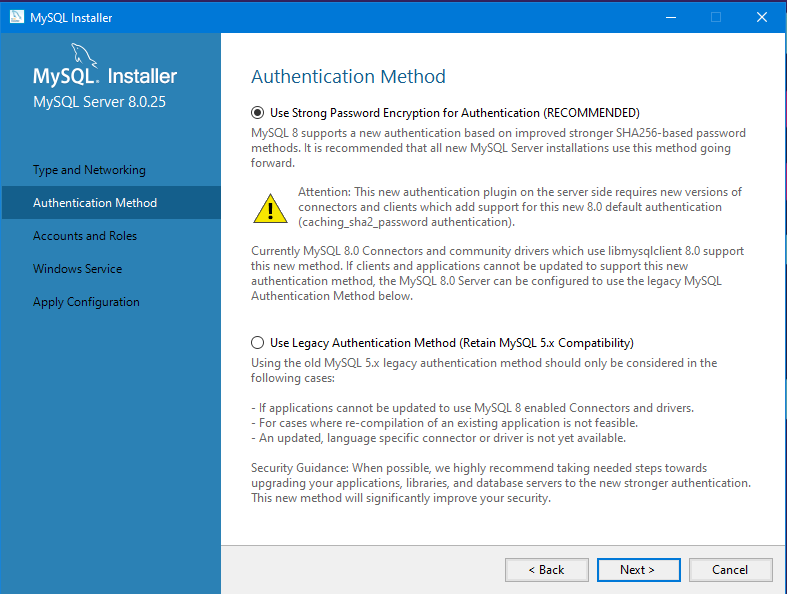 MySQL Installer
MySQL. Installer
MySQL Server 8.0.25
Type and Networking
Authentication Method
Accounts and Roles
Windows Service
Apply Configuration
Authentication Method
Use Strong Password Encryption for Authentication (RECOMMENDED)
MySQL 8 supports a new authentication based on improved stronger SHA256-based password
methods. It is recommended that all new MySQL Server installations use this method going
forward.
Attention: This new authentication plugin on the server side requires new versions of
connectors and clients which add support for this new 8.0 default authentication
(caching_sha2_password authentication).
Currently MySQL 8.0 Connectors and community drivers which use libmysqlclient 8.0 support
this new method. If clients and applications cannot be updated to support this new
authentication method, the MySQL 8.0 Server can be configured to use the legacy MySQL
Authentication Method below.
Use Legacy Authentication Method (Retain MySQL 5.x Compatibility)
Using the old MySQL 5.x legacy authentication method should only be considered in the
following cases:
- If applications cannot be updated to use MySQL 8 enabled Connectors and drivers.
- For cases where re-compilation of an existing application is not feasible.
- An updated, language specific connector or driver is not yet available.
Security Guidance: When possible, we highly recommend taking needed steps towards
upgrading your applications, libraries, and database servers to the new stronger authentication.
This new method will significantly improve your security.
< Back
Next >
Cancel